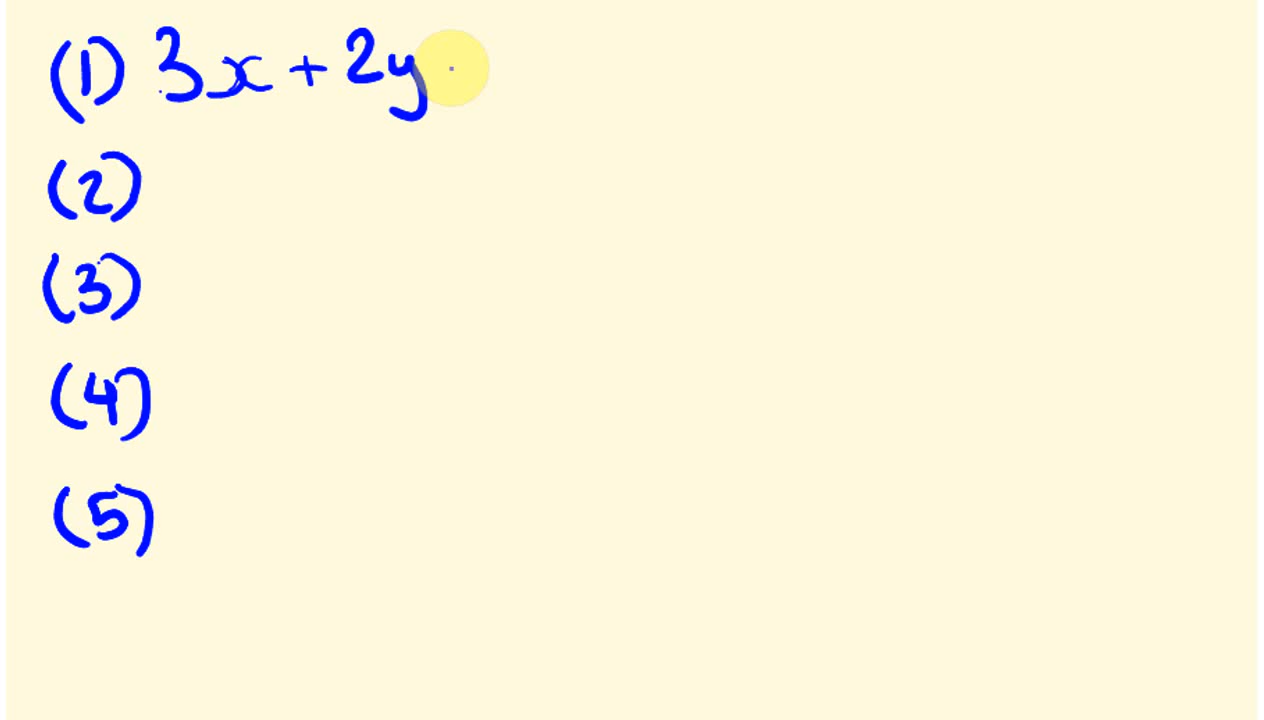 (1) 3x + 2y
(2)
(3)
(4)
(5)